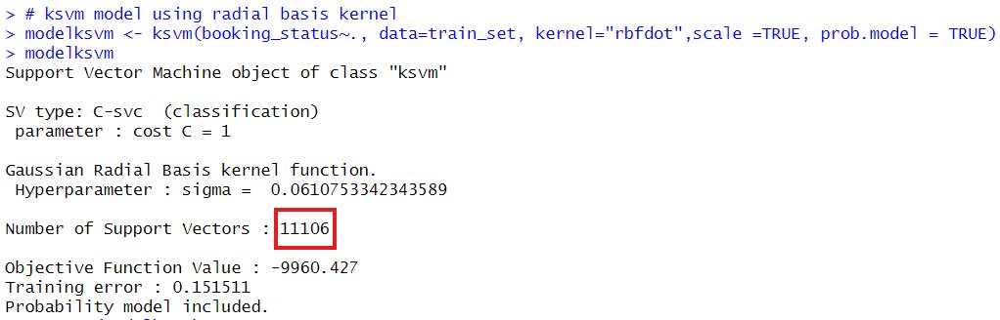 > # ksvm model using radial basis kernel
> modelksvm <- ksvm(booking_status~., data=train_set, kernel="rbfdot",scale =TRUE, prob.model = TRUE)
> modelksvm
Support Vector Machine object of class "ksvm"
SV type: C-svc  (classification)
 parameter : cost C = 1
Gaussian Radial Basis kernel function.
 Hyperparameter : sigma =  0.0610753342343589
Number of Support Vectors : 11106
Objective Function Value : -9960.427
Training error : 0.151511
Probability model included.